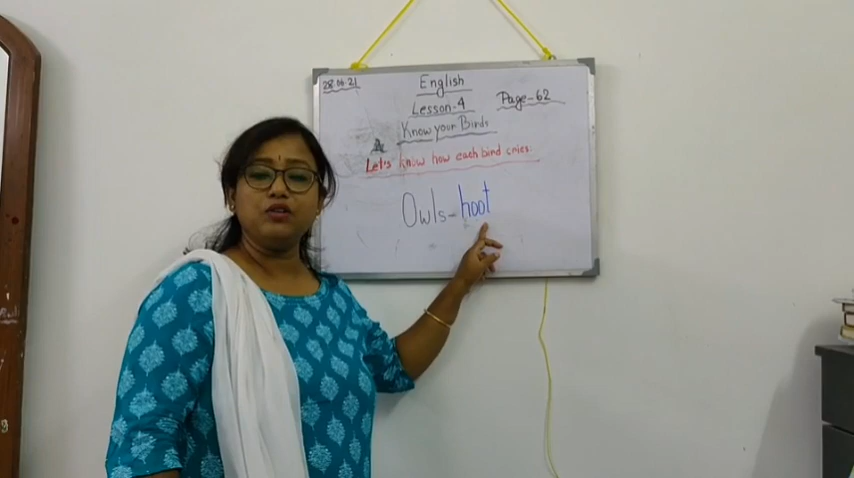 28.06.21
English
Lesson-4
Page-62
Know your Birds
A
Let's know how each bird cries.
Owls-hoot